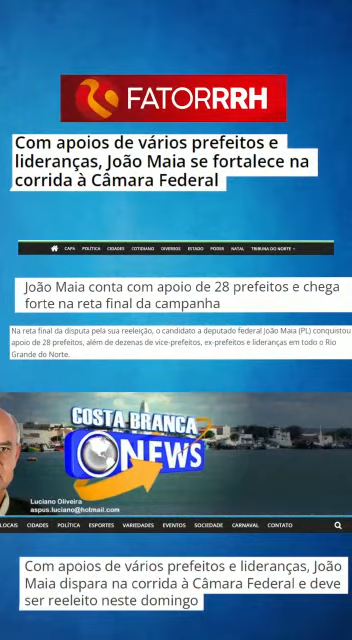 FATORRRH
Com apoios de vários prefeitos e
lideranças, João Maia se fortalece na
corrida à Câmara Federal
CAPA POLÍTICA CIDADES COTIDIANO DIVERSOS ESTADO PODER NATAL TRIBUNA DO NORTE
João Maia conta com apoio de 28 prefeitos e chega
forte na reta final da campanha
Na reta final da disputa pela sua reeleição, o candidato a deputado federal João Maia (PL) conquistou
apoio de 28 prefeitos, além de dezenas de vice-prefeitos, ex-prefeitos e lideranças em todo o Rio
Grande do Norte.
COSTA BRANCA
NEWS
Luciano Oliveira
aspus.luciano@hotmail.com
LOCAIS CIDADES POLÍTICA ESPORTES VARIEDADES EVENTOS SOCIEDADE CARNAVAL CONTATO
Com apoios de vários prefeitos e lideranças, João
Maia dispara na corrida à Câmara Federal e deve
ser reeleito neste domingo